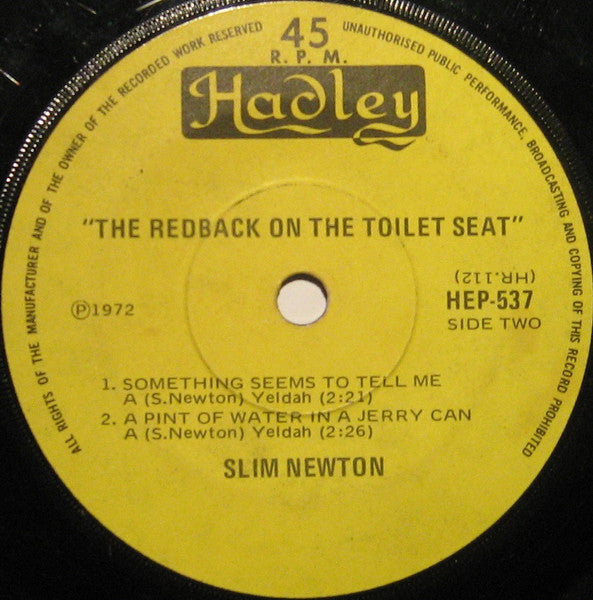 ALL RIGHTS OF THE MANUFACTURER AND OF THE OWNER OF THE RECORDED WORK RESERVED
45
R. P. M.
UNAUTHORISED PUBLIC PERFORMANCE, BROADCASTING AND COPYING OF THIS RECORD PROHIBITED
Hadley
"THE REDBACK ON THE TOILET SEAT"
(HR.112)
℗1972
HEP-537
SIDE TWO
1. SOMETHING SEEMS TO TELL ME
A (S.Newton) Yeldah (2:21)
2. A PINT OF WATER IN A JERRY CAN
A (S.Newton) Yeldah (2:26)
SLIM NEWTON